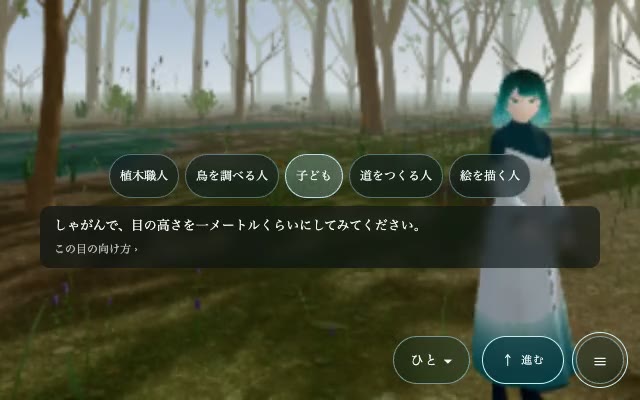 植木職人
鳥を調べる人
子ども
道をつくる人
絵を描く人
しゃがんで、目の高さを一メートルくらいにしてみてください。
この目の向け方 ›
ひと
↑ 進む